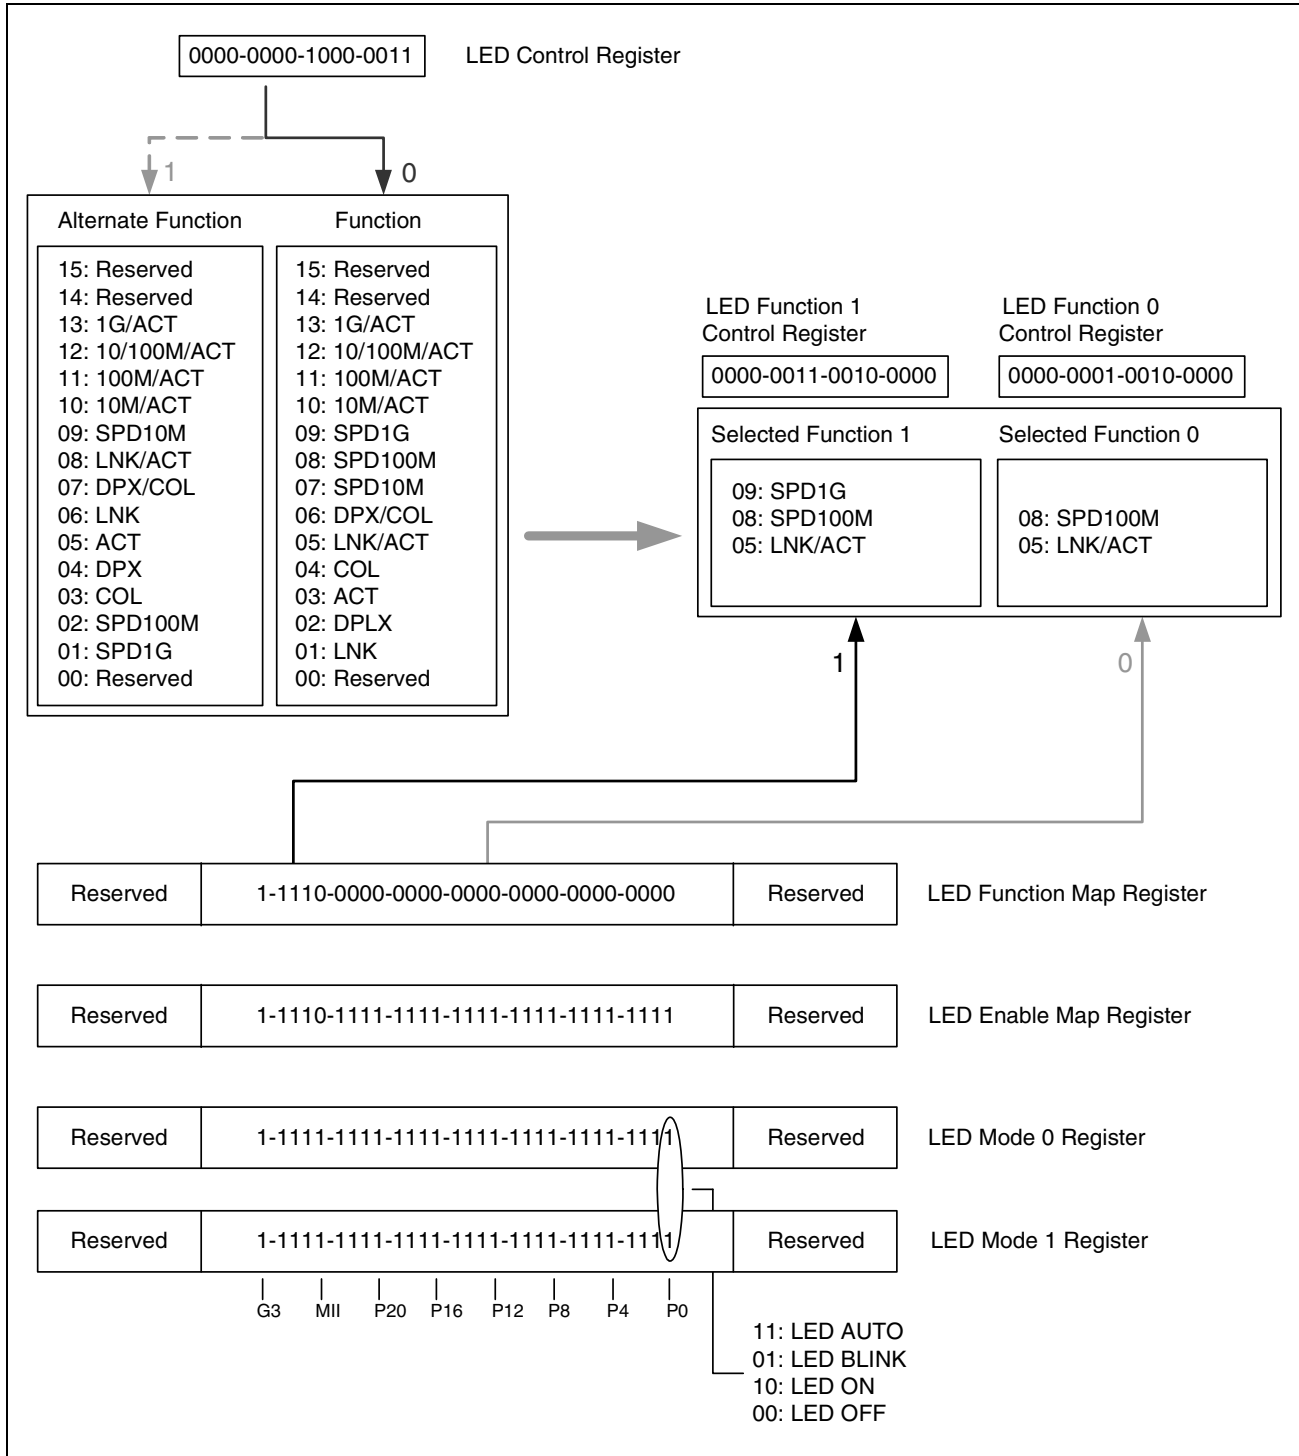 0000-0000-1000-0011
LED Control Register
1
0
Alternate Function
15: Reserved
14: Reserved
13: 1G/ACT
12: 10/100M/ACT
11: 100M/ACT
10: 10M/ACT
09: SPD10M
08: LNK/ACT
07: DPX/COL
06: LNK
05: ACT
04: DPX
03: COL
02: SPD100M
01: SPD1G
00: Reserved
Function
15: Reserved
14: Reserved
13: 1G/ACT
12: 10/100M/ACT
11: 100M/ACT
10: 10M/ACT
09: SPD1G
08: SPD100M
07: SPD10M
06: DPX/COL
05: LNK/ACT
04: COL
03: ACT
02: DPLX
01: LNK
00: Reserved
LED Function 1
Control Register
0000-0011-0010-0000
Selected Function 1
09: SPD1G
08: SPD100M
05: LNK/ACT
LED Function 0
Control Register
0000-0001-0010-0000
Selected Function 0
08: SPD100M
05: LNK/ACT
1
0
Reserved
1-1110-0000-0000-0000-0000-0000-0000
Reserved
LED Function Map Register
Reserved
1-1110-1111-1111-1111-1111-1111-1111
Reserved
LED Enable Map Register
Reserved
1-1111-1111-1111-1111-1111-1111-1111
Reserved
LED Mode 0 Register
Reserved
1-1111-1111-1111-1111-1111-1111-1111
Reserved
LED Mode 1 Register
G3
MII
P20
P16
P12
P8
P4
P0
11: LED AUTO
01: LED BLINK
10: LED ON
00: LED OFF